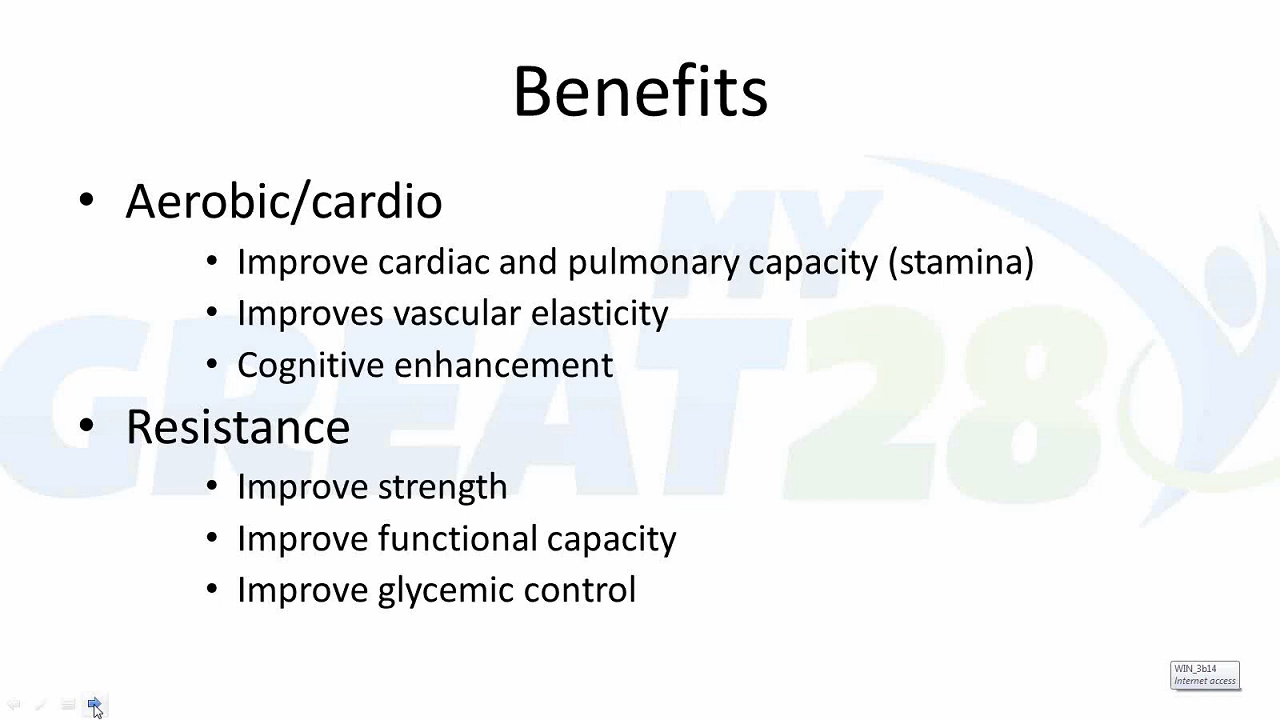 Benefits
• Aerobic/cardio
• Improve cardiac and pulmonary capacity (stamina)
• Improves vascular elasticity
• Cognitive enhancement
• Resistance
• Improve strength
• Improve functional capacity
• Improve glycemic control
MY
GREAT28
WIN_3b14
Internet access